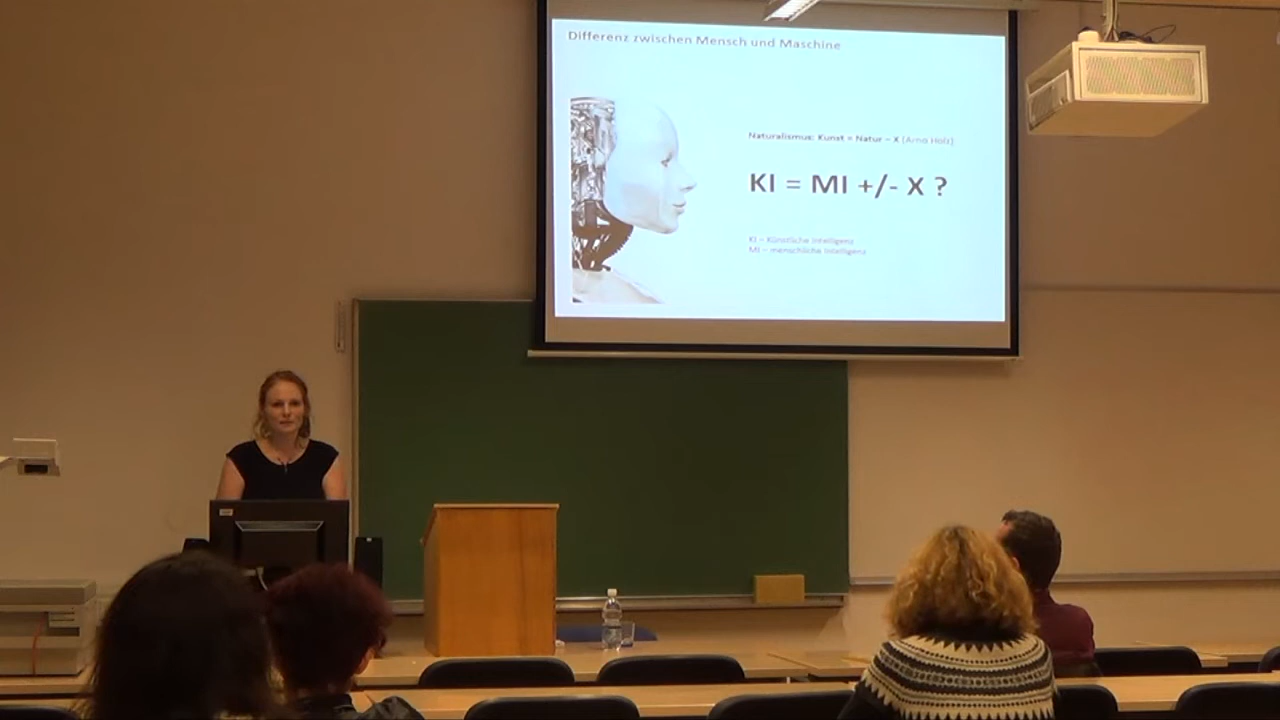 Differenz zwischen Mensch und Maschine
Naturalismus: Kunst = Natur – X (Arno Holz)
KI = MI +/- X ?
KI – Künstliche Intelligenz
MI – menschliche Intelligenz